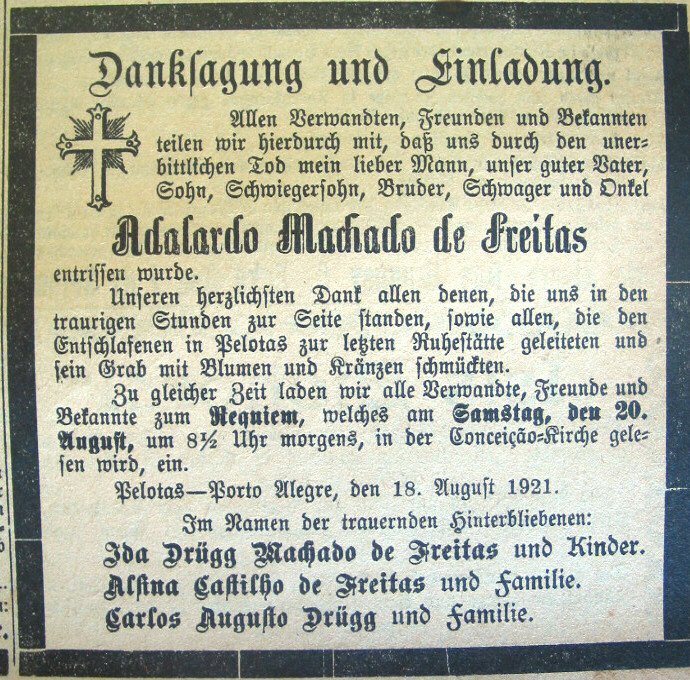 Danksagung und Einladung.
Allen Verwandten, Freunden und Bekannten
teilen wir hierdurch mit, daß uns durch den uner-
bittlichen Tod mein lieber Mann, unser guter Vater,
Sohn, Schwiegersohn, Bruder, Schwager und Onkel
Adalardo Machado de Freitas
entrissen wurde.
Unseren herzlichsten Dank allen denen, die uns in den
traurigen Stunden zur Seite standen, sowie allen, die den
Entschlafenen in Pelotas zur letzten Ruhestätte geleiteten und
sein Grab mit Blumen und Kränzen schmückten.
Zu gleicher Zeit laden wir alle Verwandte, Freunde und
Bekannte zum Requiem, welches am Samstag, den 20.
August, um 8½ Uhr morgens, in der Conceição-Kirche gele-
sen wird, ein.
Pelotas—Porto Alegre, den 18. August 1921.
Im Namen der trauernden Hinterbliebenen:
Ida Drügg Machado de Freitas und Kinder.
Alsina Castilho de Freitas und Familie.
Carlos Augusto Drügg und Familie.